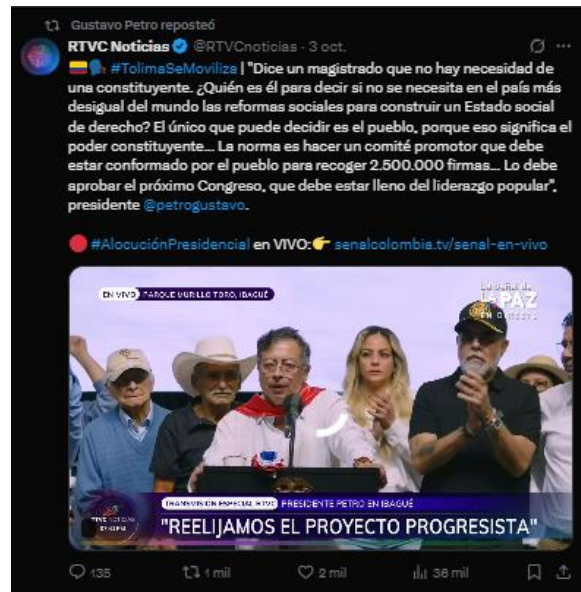 Gustavo Petro reposteó
RTVC Noticias @RTVCnoticias · 3 oct.
#TolimaSeMoviliza | "Dice un magistrado que no hay necesidad de
una constituyente. ¿Quién es él para decir si no se necesita en el país más
desigual del mundo las reformas sociales para construir un Estado social
de derecho? El único que puede decidir es el pueblo, porque eso significa el
poder constituyente... La norma es hacer un comité promotor que debe
estar conformado por el pueblo para recoger 2.500.000 firmas... Lo debe
aprobar el próximo Congreso, que debe estar lleno del liderazgo popular",
presidente @petrogustavo.
#AlocuciónPresidencial en VIVO: senalcolombia.tv/senal-en-vivo
EN VIVO PARQUE MURILLO TORO, IBAGUÉ
LA PAZ
EN DIRECTO
TRANSMISIÓN ESPECIAL RTVC PRESIDENTE PETRO EN IBAGUÉ
RTVC NOTICIAS
"REELIJAMOS EL PROYECTO PROGRESISTA"
135 1 mil 2 mil 36 mil